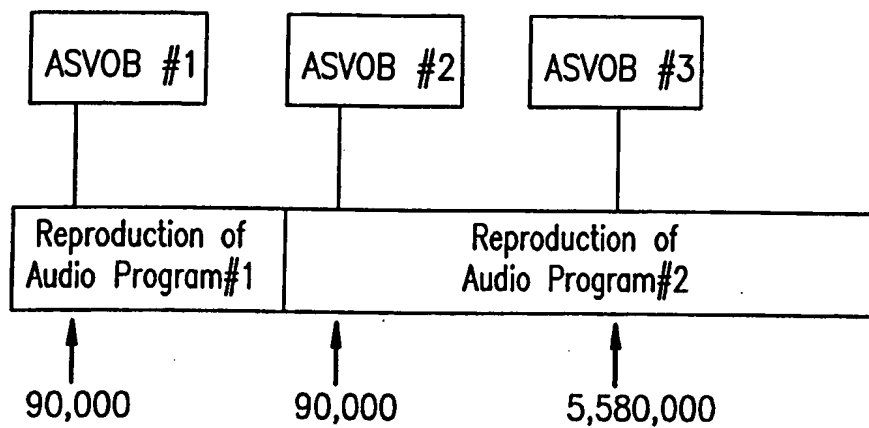 ASVOB #1
ASVOB #2
ASVOB #3
Reproduction of
Audio Program#1
Reproduction of
Audio Program#2
90,000
90,000
5,580,000